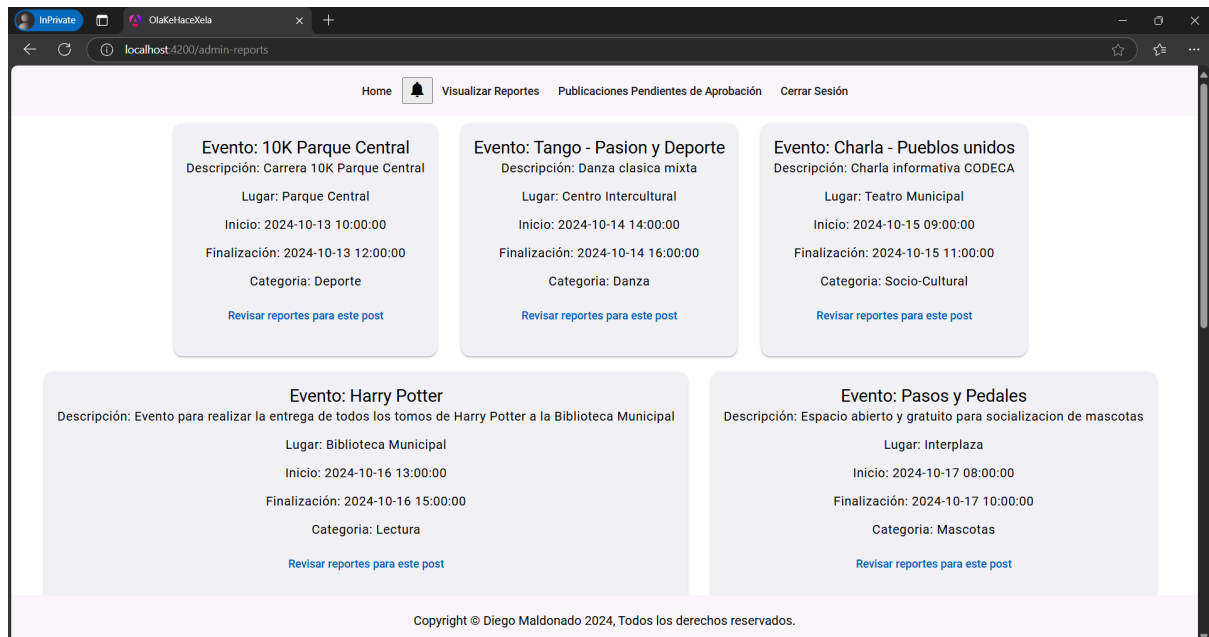 InPrivate
OlaKeHaceXela
localhost:4200/admin-reports
Home Visualizar Reportes Publicaciones Pendientes de Aprobación Cerrar Sesión
Evento: 10K Parque Central
Descripción: Carrera 10K Parque Central
Lugar: Parque Central
Inicio: 2024-10-13 10:00:00
Finalización: 2024-10-13 12:00:00
Categoria: Deporte
Revisar reportes para este post
Evento: Tango - Pasion y Deporte
Descripción: Danza clasica mixta
Lugar: Centro Intercultural
Inicio: 2024-10-14 14:00:00
Finalización: 2024-10-14 16:00:00
Categoria: Danza
Revisar reportes para este post
Evento: Charla - Pueblos unidos
Descripción: Charla informativa CODECA
Lugar: Teatro Municipal
Inicio: 2024-10-15 09:00:00
Finalización: 2024-10-15 11:00:00
Categoria: Socio-Cultural
Revisar reportes para este post
Evento: Harry Potter
Descripción: Evento para realizar la entrega de todos los tomos de Harry Potter a la Biblioteca Municipal
Lugar: Biblioteca Municipal
Inicio: 2024-10-16 13:00:00
Finalización: 2024-10-16 15:00:00
Categoria: Lectura
Revisar reportes para este post
Evento: Pasos y Pedales
Descripción: Espacio abierto y gratuito para socializacion de mascotas
Lugar: Interplaza
Inicio: 2024-10-17 08:00:00
Finalización: 2024-10-17 10:00:00
Categoria: Mascotas
Revisar reportes para este post
Copyright © Diego Maldonado 2024, Todos los derechos reservados.